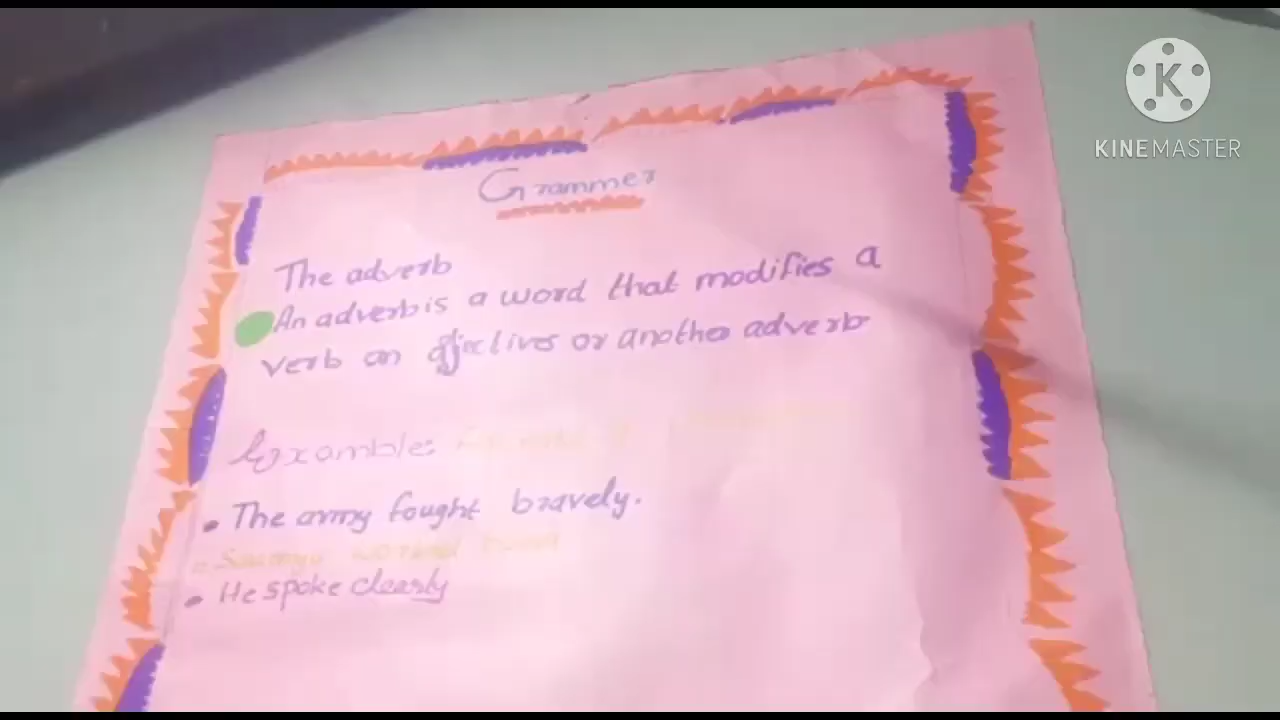 KINEMASTER
Grammer
The adverb
An adverb is a word that modifies a
verb an adjectives or another adverb
Example:
• The army fought bravely.
• He spoke clearly